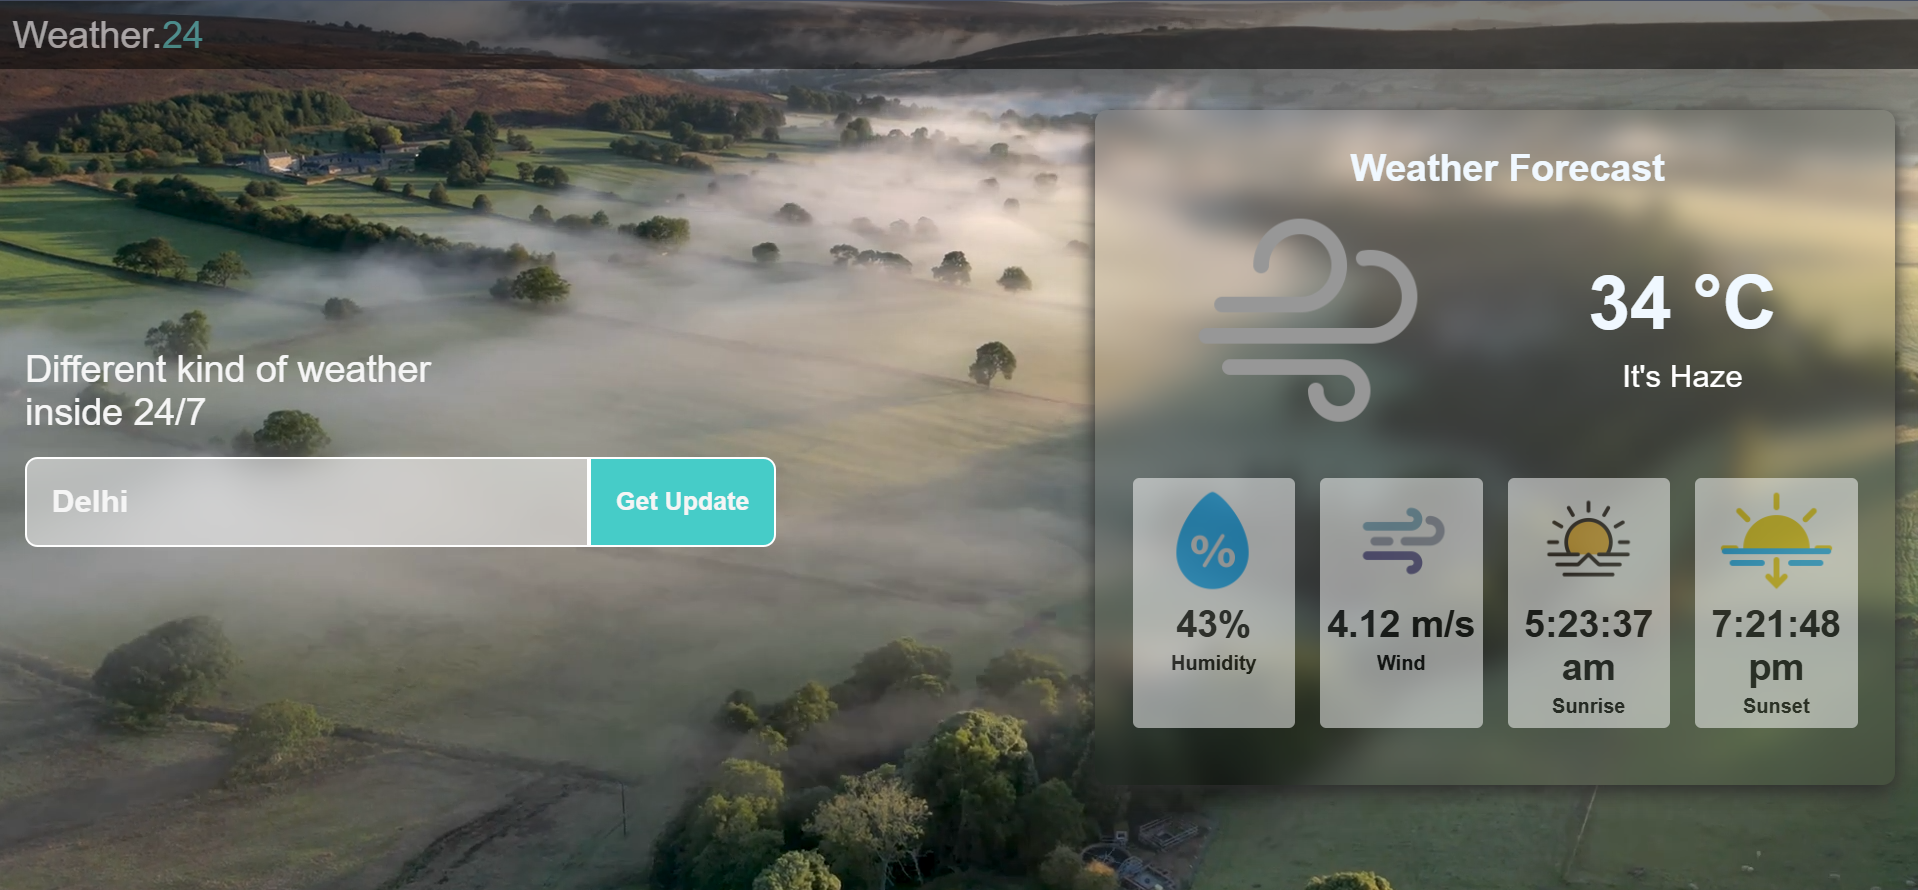 Weather.24
Different kind of weather
inside 24/7
Delhi
Get Update
Weather Forecast
34 °C
It's Haze
%
43%
Humidity
4.12 m/s
Wind
5:23:37
am
Sunrise
7:21:48
pm
Sunset